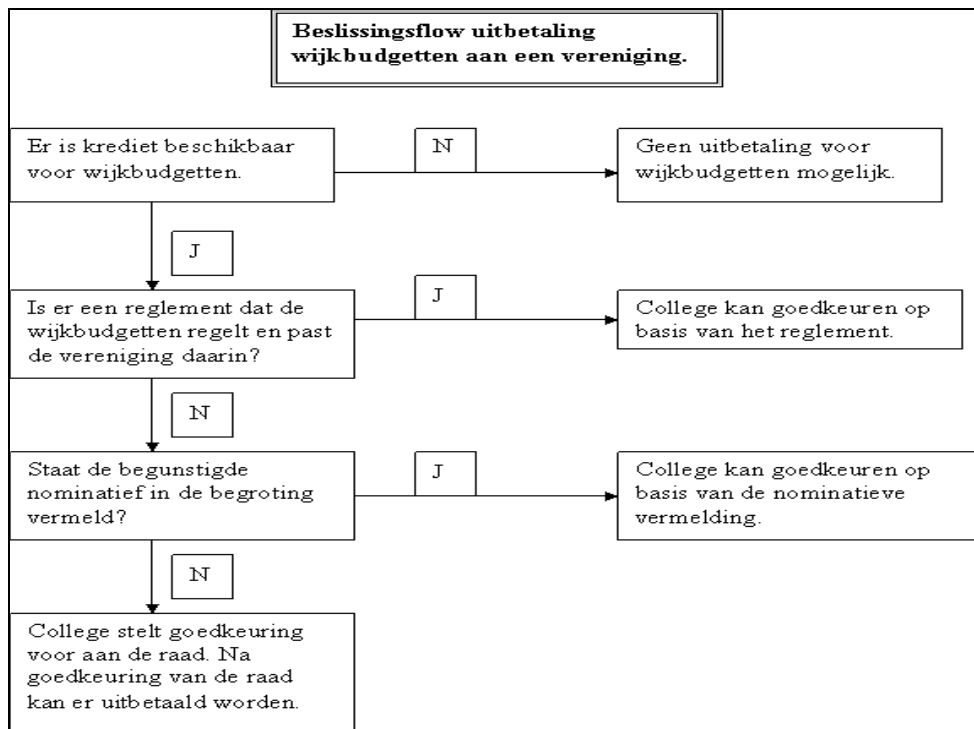 Beslissingsflow uitbetaling
wijkbudgetten aan een vereniging.
Er is krediet beschikbaar
voor wijkbudgetten.
N
Geen uitbetaling voor
wijkbudgetten mogelijk.
J
Is er een reglement dat de
wijkbudgetten regelt en past
de vereniging daarin?
J
College kan goedkeuren op
basis van het reglement.
N
Staat de begunstigde
nominatief in de begroting
vermeld?
J
College kan goedkeuren op
basis van de nominatieve
vermelding.
N
College stelt goedkeuring
voor aan de raad. Na
goedkeuring van de raad
kan er uitbetaald worden.